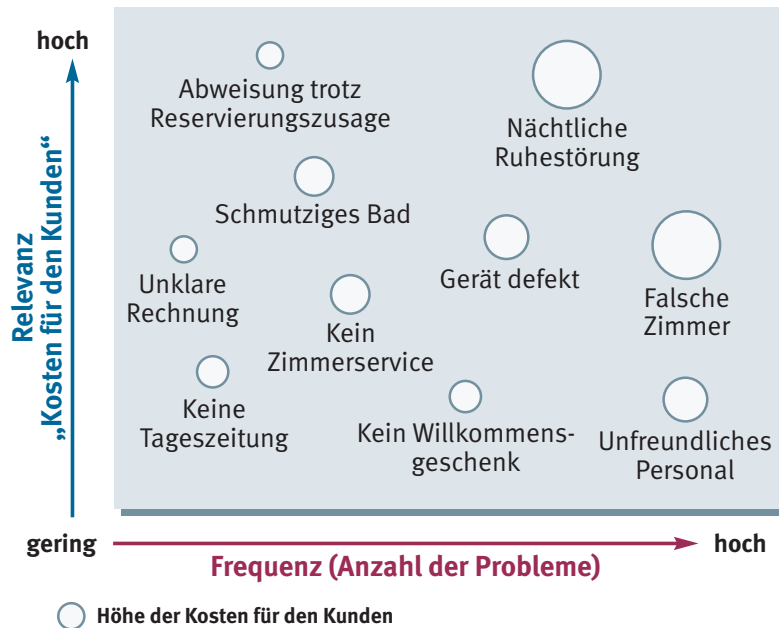 hoch
Abweisung trotz
Reservierungszusage
Nächtliche
Ruhestörung
Schmutziges Bad
Unklare
Rechnung
Gerät defekt
Falsche
Zimmer
Kein
Zimmerservice
Keine
Tageszeitung
Kein Willkommens-
geschenk
Unfreundliches
Personal
Relevanz
„Kosten für den Kunden“
gering
Frequenz (Anzahl der Probleme)
hoch
Höhe der Kosten für den Kunden